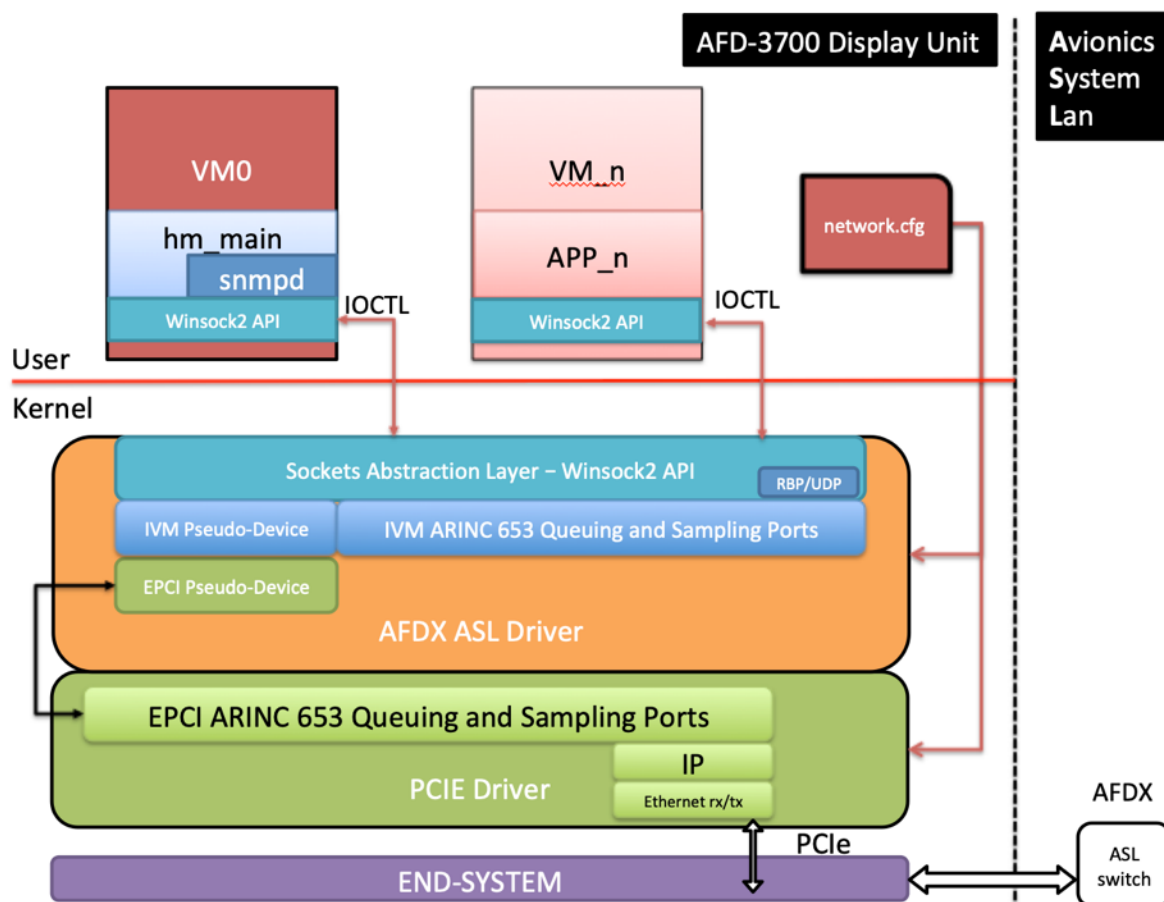 AFD-3700 Display Unit
Avionics
System
Lan
VM0
hm_main
snmpd
Winsock2 API
IOCTL
VM_n
APP_n
Winsock2 API
IOCTL
network.cfg
User
Kernel
Sockets Abstraction Layer – Winsock2 API
RBP/UDP
IVM Pseudo-Device
IVM ARINC 653 Queuing and Sampling Ports
EPCI Pseudo-Device
AFDX ASL Driver
EPCI ARINC 653 Queuing and Sampling Ports
IP
PCIE Driver
Ethernet rx/tx
PCIe
END-SYSTEM
AFDX
ASL
switch